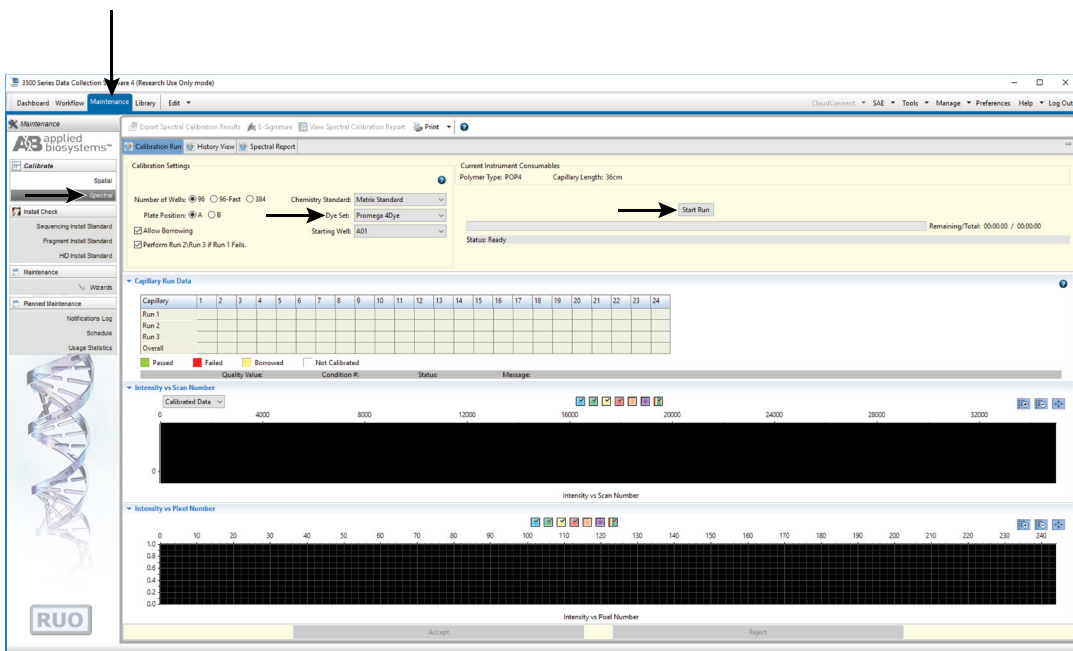 3500 Series Data Collection Software 4 (Research Use Only mode)
Dashboard Workflow Maintenance Library Edit CloudConnect SAE Tools Manage Preferences Help Log Out
Maintenance
Export Spectral Calibration Results E-Signature View Spectral Calibration Report Print
AB applied biosystems™
Calibration Run History View Spectral Report
Calibrate
Spatial
Spectral
Install Check
Sequencing Install Standard
Fragment Install Standard
HID Install Standard
Maintenance
Wizards
Planned Maintenance
Notifications Log
Schedule
Usage Statistics
RUO
Calibration Settings
Number of Wells: 96 96-Fast 384 Chemistry Standard: Matrix Standard
Plate Position: A B Dye Set: Promega 4Dye
Allow Borrowing Starting Well: A01
Perform Run 2\Run 3 if Run 1 Fails.
Current Instrument Consumables
Polymer Type: POP4 Capillary Length: 36cm
Start Run
Remaining/Total: 00:00:00 / 00:00:00
Status: Ready
Capillary Run Data
Capillary 1 2 3 4 5 6 7 8 9 10 11 12 13 14 15 16 17 18 19 20 21 22 23 24
Run 1
Run 2
Run 3
Overall
Passed Failed Borrowed Not Calibrated
Quality Value: Condition #: Status: Message:
Intensity vs Scan Number
Calibrated Data
0 4000 8000 12000 16000 20000 24000 28000 32000
0
Intensity vs Scan Number
Intensity vs Pixel Number
0 10 20 30 40 50 60 70 80 90 100 110 120 130 140 150 160 170 180 190 200 210 220 230 240
1.0
0.8
0.6
0.4
0.2
0.0
Intensity vs Pixel Number
Accept Reject